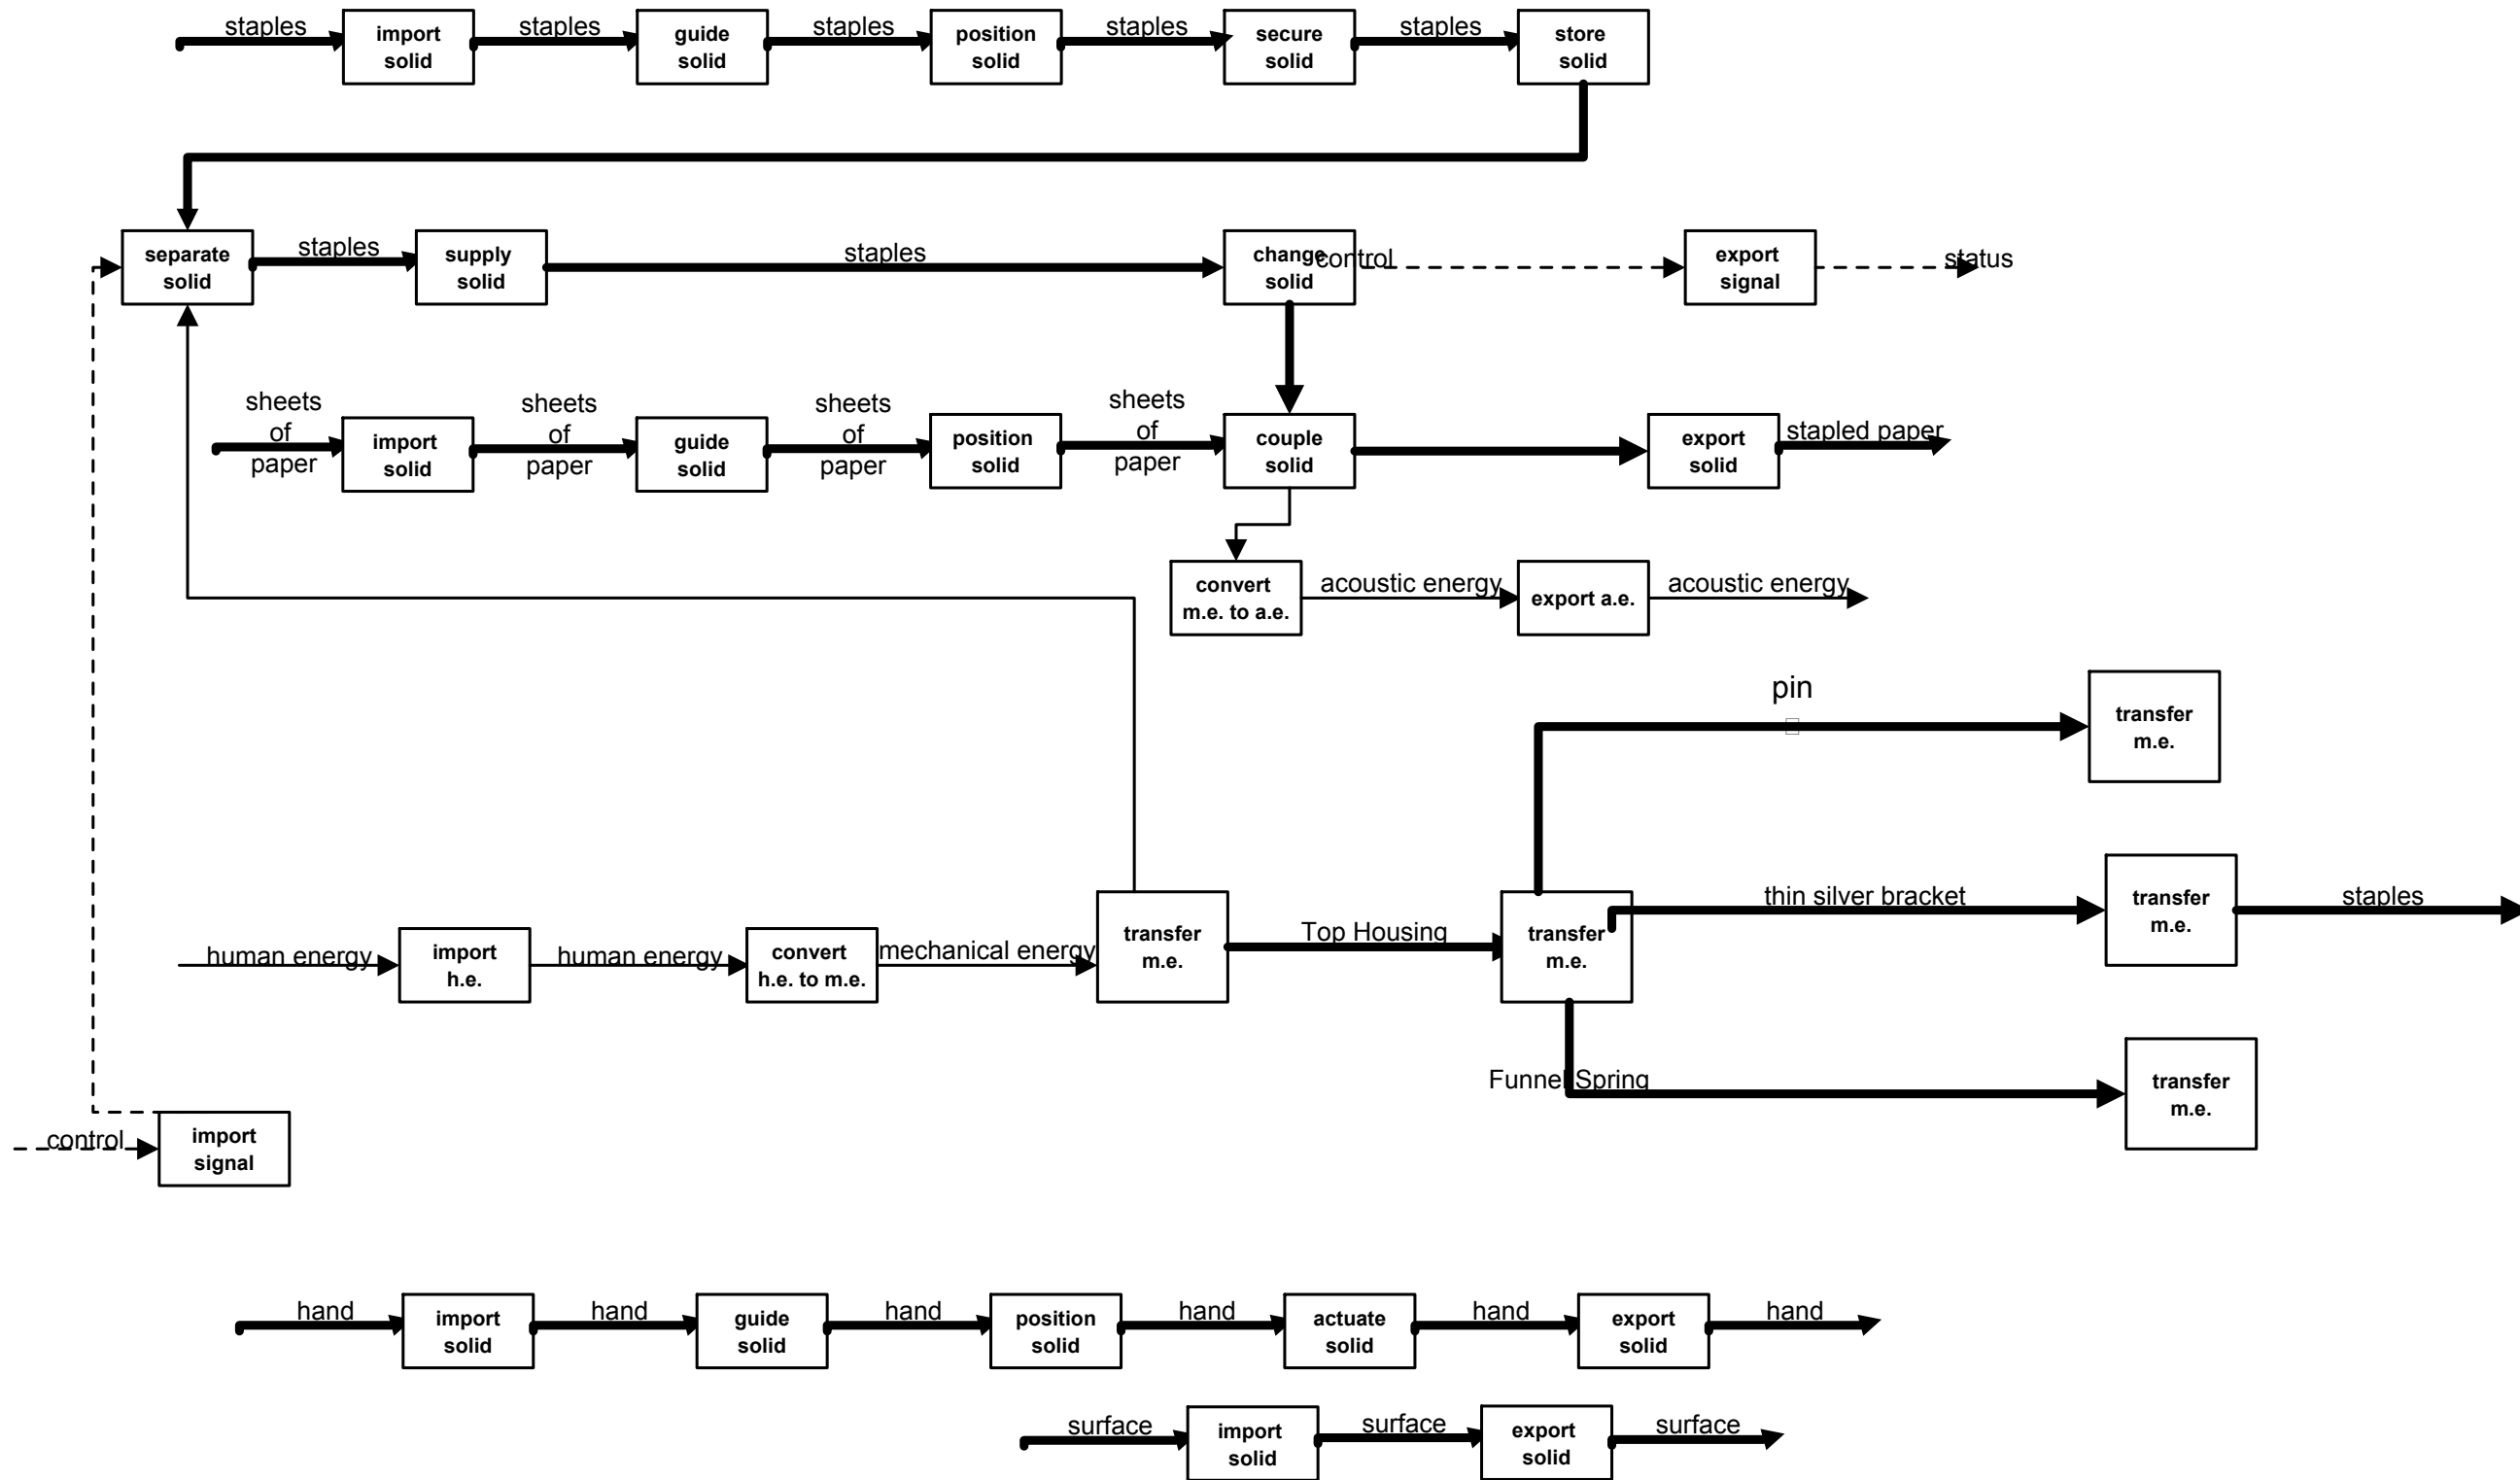 staples
import
solid
staples
guide
solid
staples
position
solid
staples
secure
solid
staples
store
solid
separate
solid
staples
supply
solid
staples
change
solid
control
export
signal
status
sheets
of
paper
import
solid
sheets
of
paper
guide
solid
sheets
of
paper
position
solid
sheets
of
paper
couple
solid
export
solid
stapled paper
convert
m.e. to a.e.
acoustic energy
export a.e.
acoustic energy
pin
transfer
m.e.
human energy
import
h.e.
human energy
convert
h.e. to m.e.
mechanical energy
transfer
m.e.
Top Housing
transfer
m.e.
thin silver bracket
transfer
m.e.
staples
Funnel Spring
transfer
m.e.
control
import
signal
hand
import
solid
hand
guide
solid
hand
position
solid
hand
actuate
solid
hand
export
solid
hand
surface
import
solid
surface
export
solid
surface